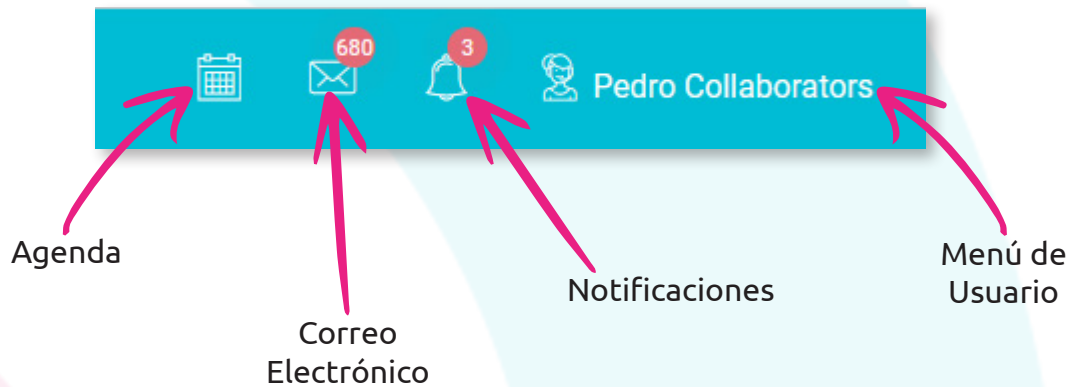 680
3
Pedro Collaborators
Agenda
Correo
Electrónico
Notificaciones
Menú de
Usuario